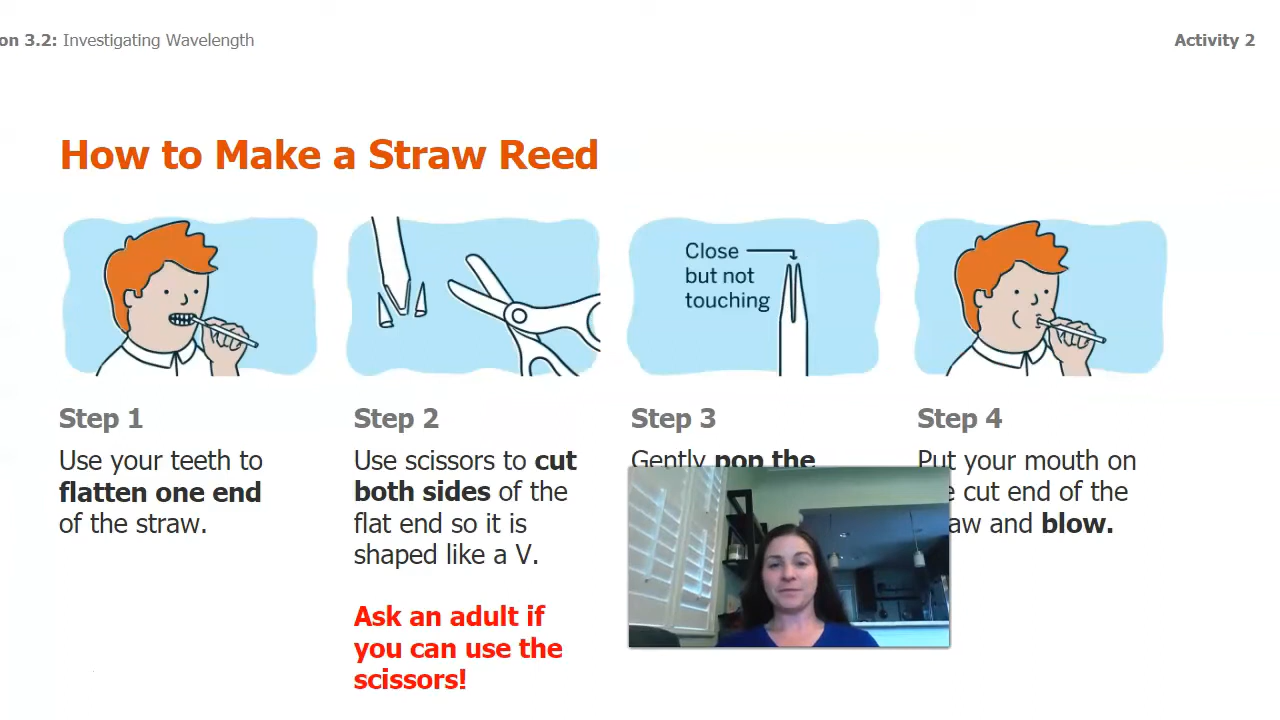 on 3.2: Investigating Wavelength
Activity 2
How to Make a Straw Reed
Close
but not
touching
Step 1
Use your teeth to
flatten one end
of the straw.
Step 2
Use scissors to cut
both sides of the
flat end so it is
shaped like a V.
Ask an adult if
you can use the
scissors!
Step 3
Gently pop the
Step 4
Put your mouth on
cut end of the
and blow.